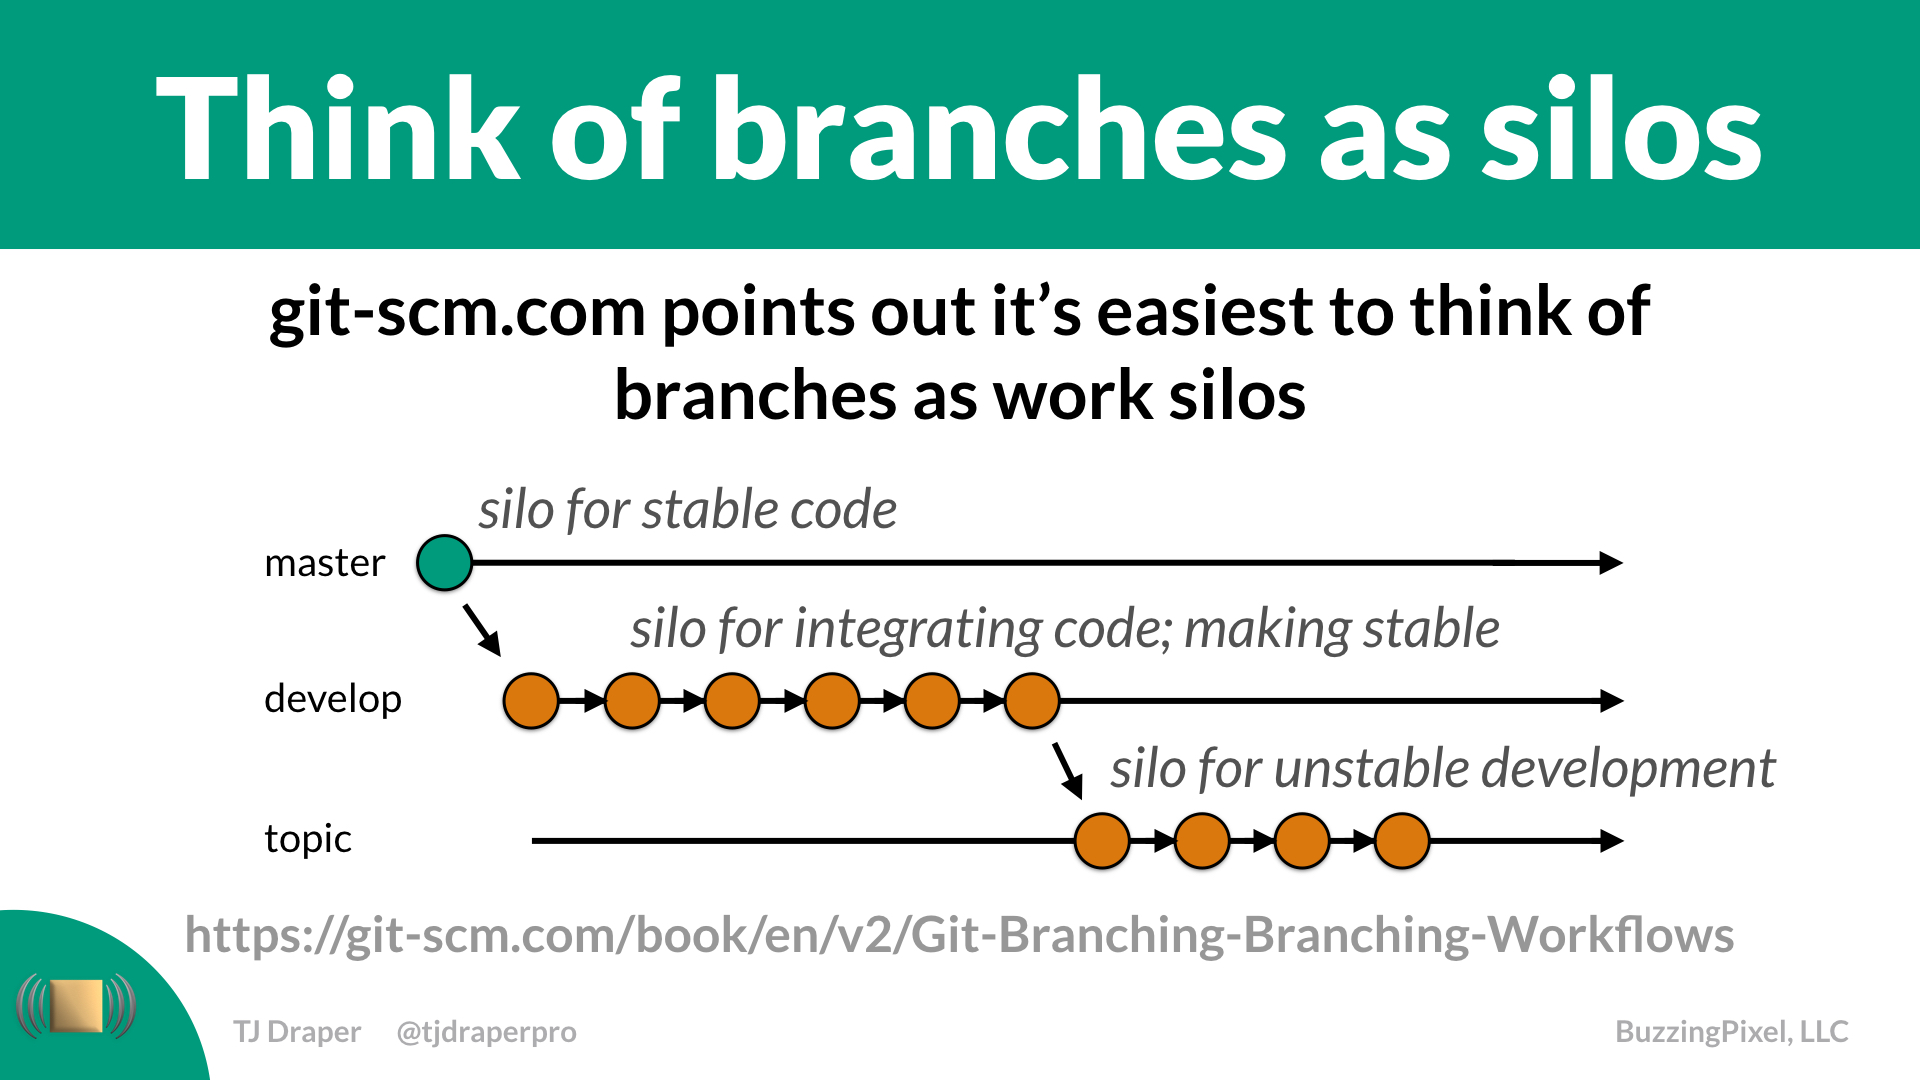 Think of branches as silos
git-scm.com points out it’s easiest to think of
branches as work silos
silo for stable code
master
silo for integrating code; making stable
develop
silo for unstable development
topic
https://git-scm.com/book/en/v2/Git-Branching-Branching-Workflows
TJ Draper @tjdraperpro BuzzingPixel, LLC